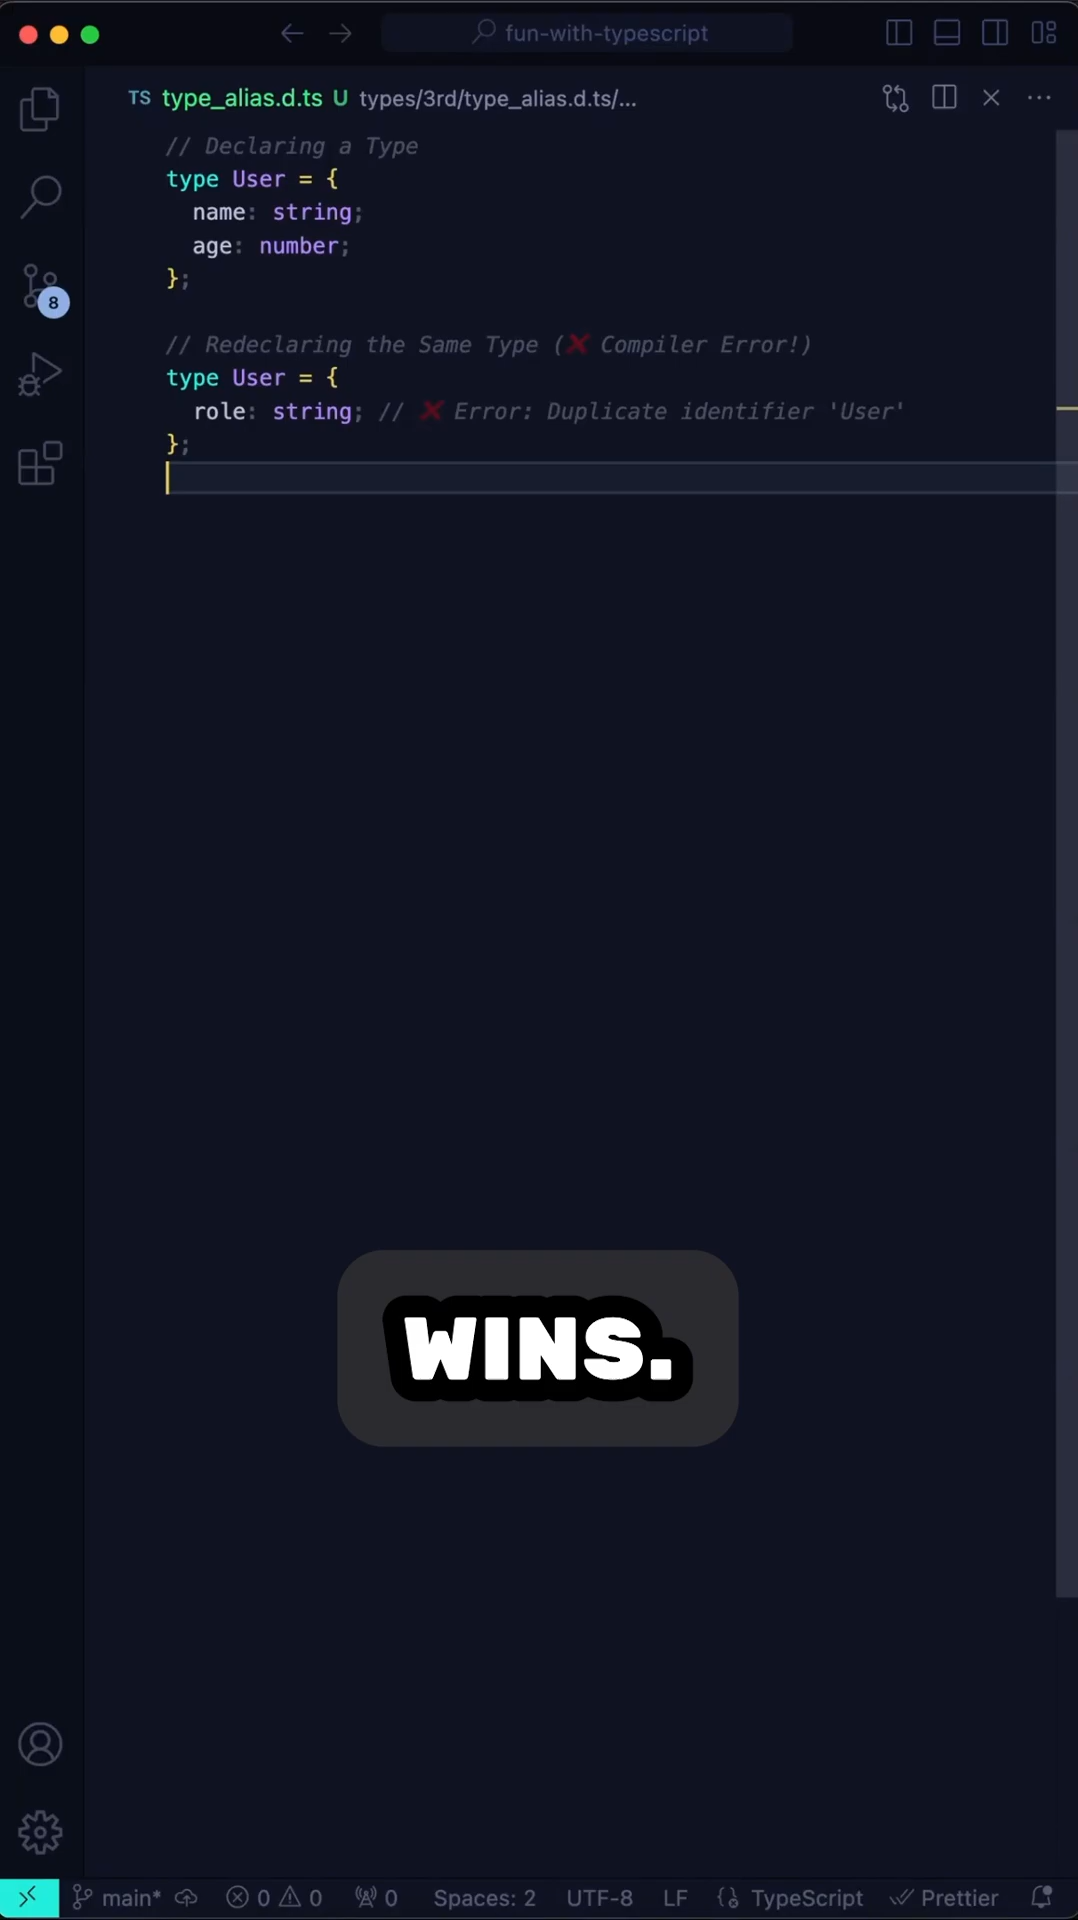 fun-with-typescript
TS type_alias.d.ts U types/3rd/type_alias.d.ts/...
// Declaring a Type
type User = {
  name: string;
  age: number;
};
// Redeclaring the Same Type (❌ Compiler Error!)
type User = {
  role: string; // ❌ Error: Duplicate identifier 'User'
};
8
WINS.
main* 0 0 0 Spaces: 2 UTF-8 LF TypeScript Prettier